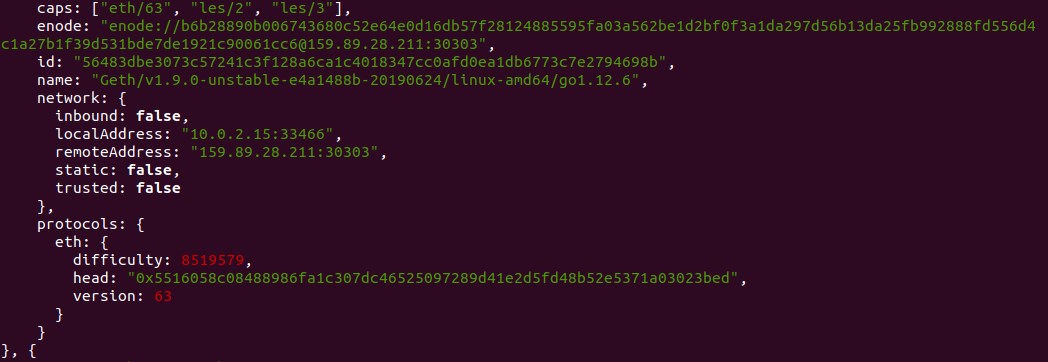 caps: ["eth/63", "les/2", "les/3"],
enode: "enode://b6b28890b006743680c52e64e0d16db57f28124885595fa03a562be1d2bf0f3a1da297d56b13da25fb992888fd556d4
c1a27b1f39d531bde7de1921c90061cc6@159.89.28.211:30303",
id: "56483dbe3073c57241c3f128a6ca1c4018347cc0afd0ea1db6773c7e2794698b",
name: "Geth/v1.9.0-unstable-e4a1488b-20190624/linux-amd64/go1.12.6",
network: {
inbound: false,
localAddress: "10.0.2.15:33466",
remoteAddress: "159.89.28.211:30303",
static: false,
trusted: false
},
protocols: {
eth: {
difficulty: 8519579,
head: "0x5516058c08488986fa1c307dc46525097289d41e2d5fd48b52e5371a03023bed",
version: 63
}
}
}, {